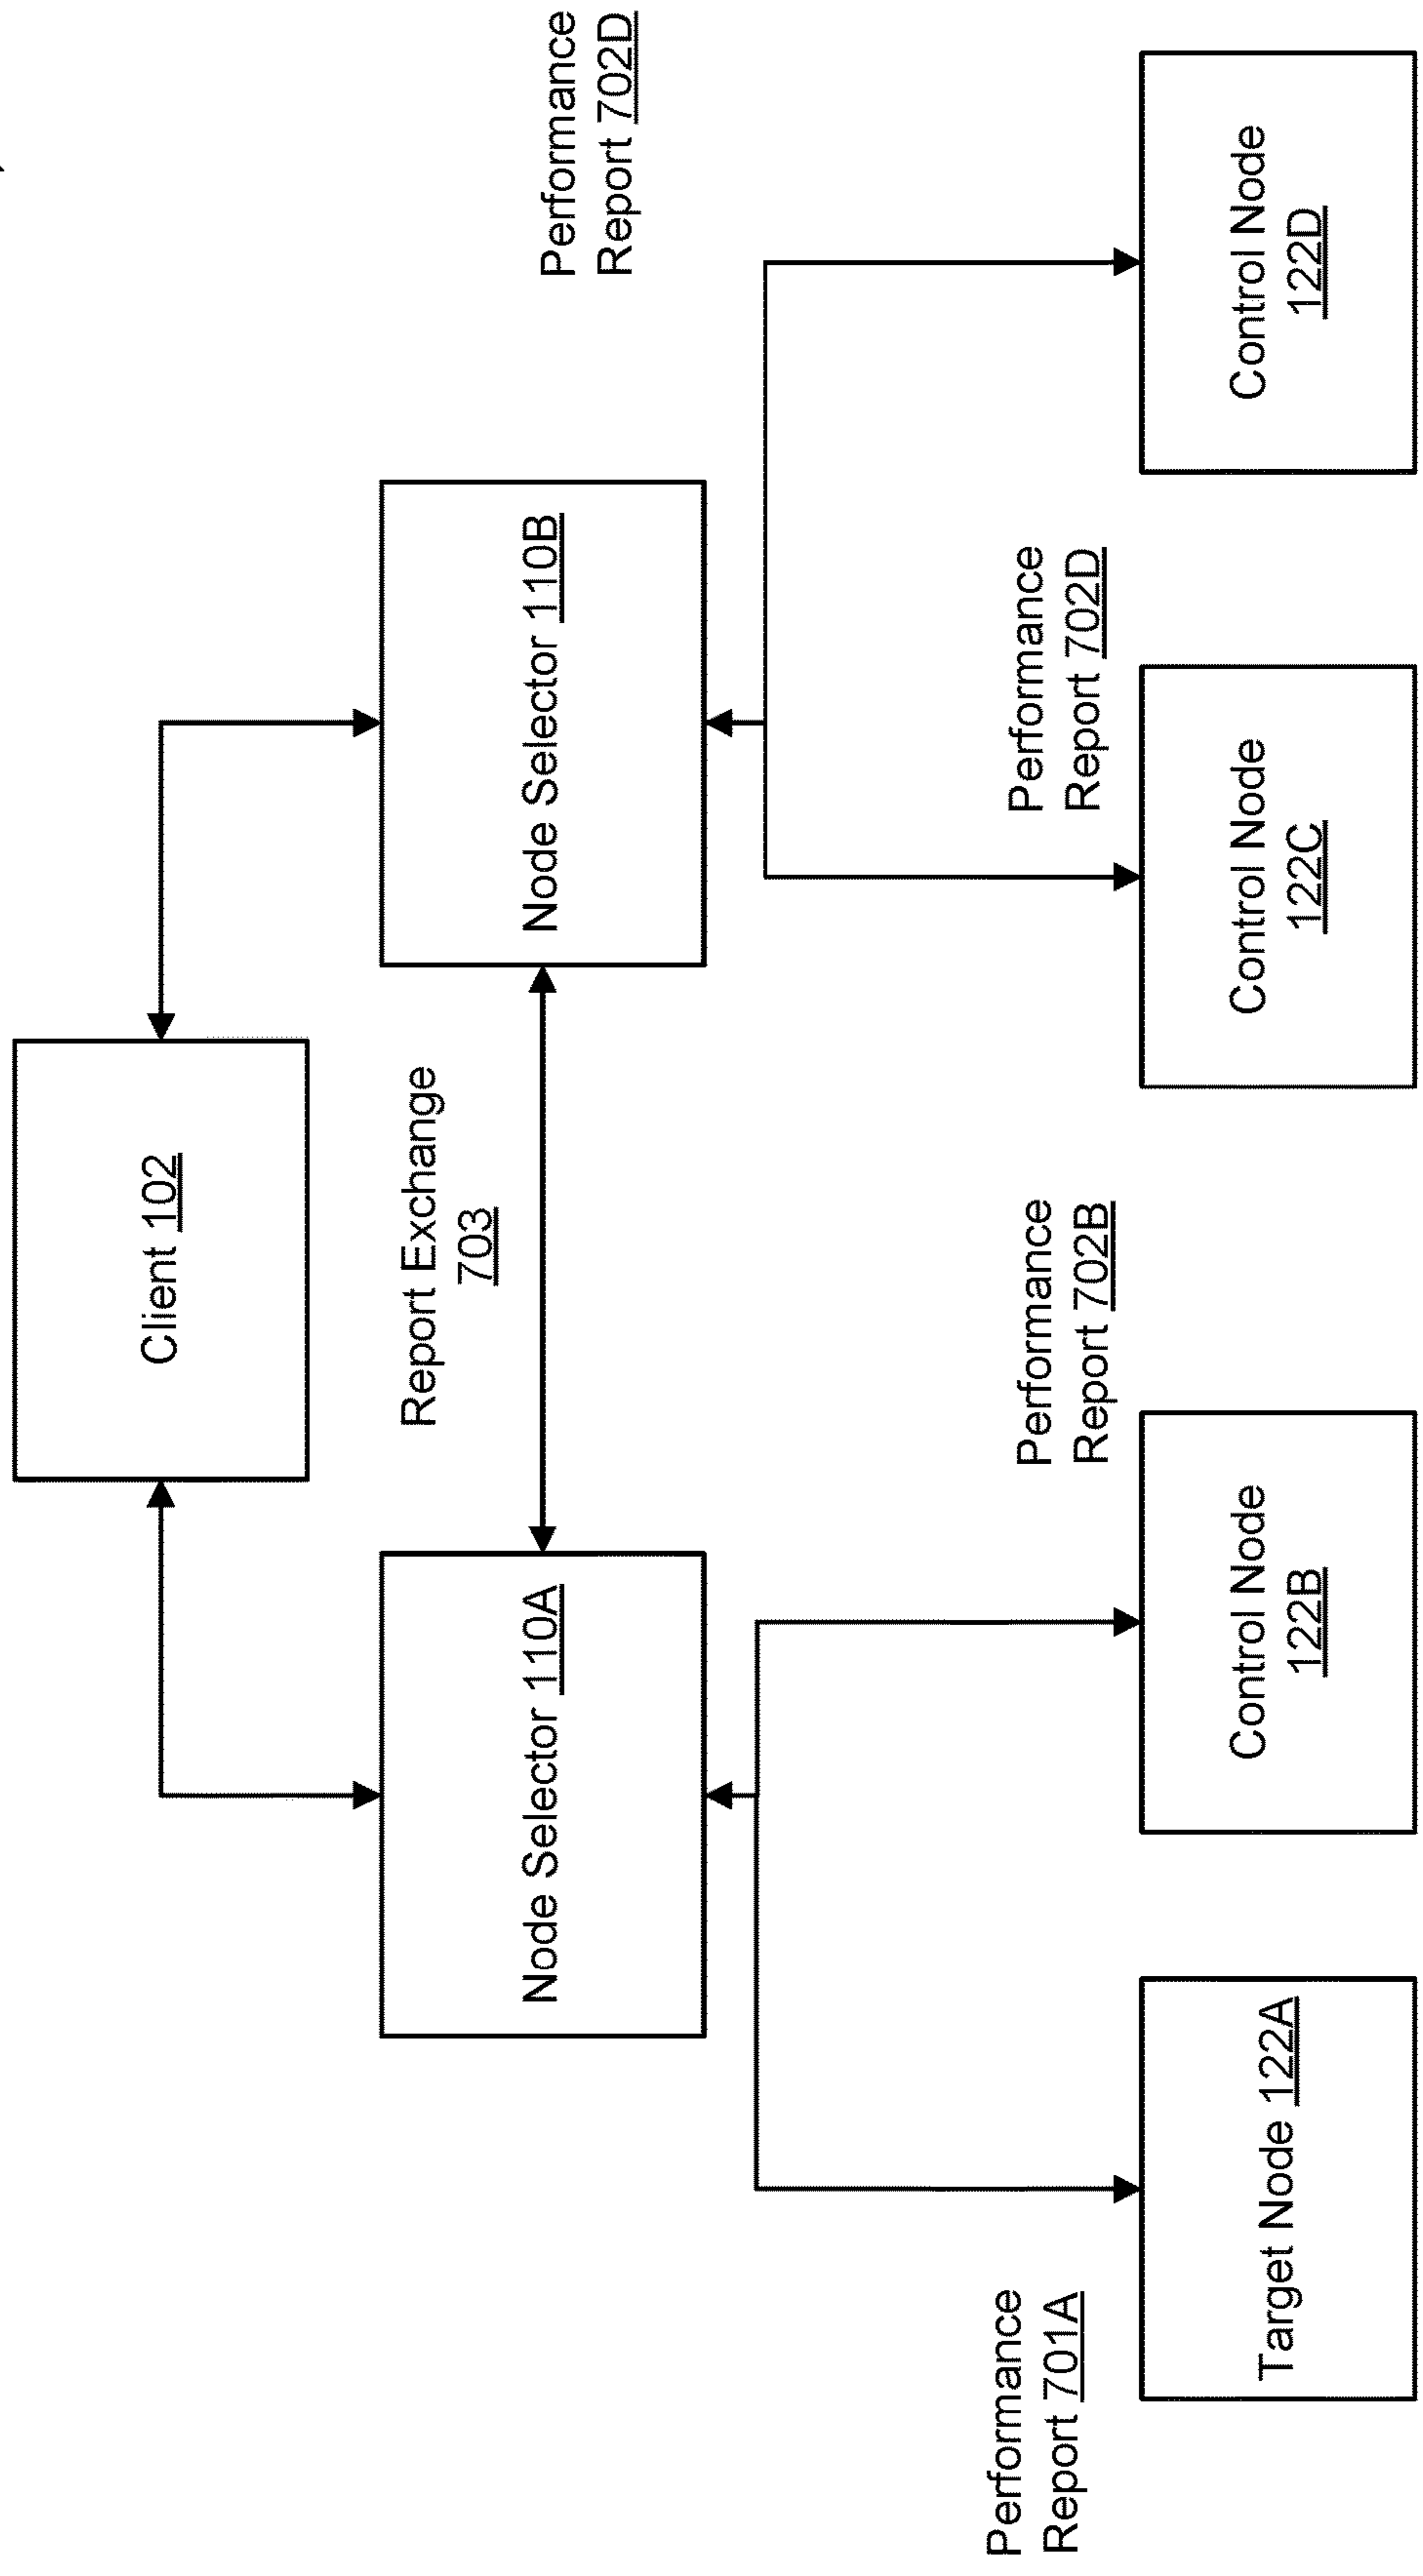 Client 102
Report Exchange
703
Node Selector 110A
Node Selector 110B
Performance
Report 702D
Performance
Report 701A
Performance
Report 702B
Performance
Report 702D
Target Node 122A
Control Node
122B
Control Node
122C
Control Node
122D